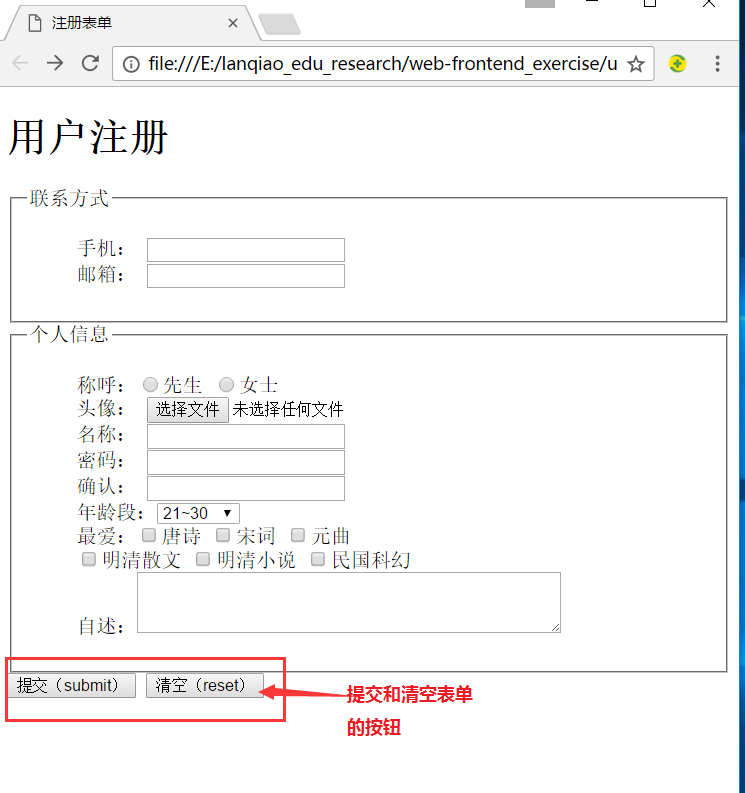 注册表单
file:///E:/lanqiao_edu_research/web-frontend_exercise/u
用户注册
联系方式
手机：
邮箱：
个人信息
称呼： 先生 女士
头像： 选择文件 未选择任何文件
名称：
密码：
确认：
年龄段： 21~30
最爱： 唐诗 宋词 元曲
明清散文 明清小说 民国科幻
自述：
提交（submit） 清空（reset）
提交和清空表单
的按钮